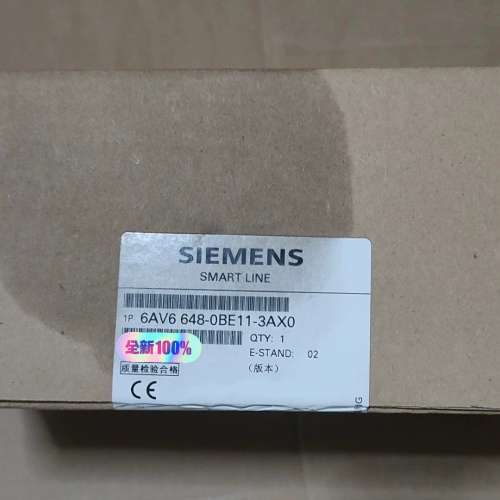 SIEMENS
SMART LINE
1P 6AV6 648-0BE11-3AX0
QTY: 1
全新100%
E-STAND: 02
质量检验合格
(版本)
CE